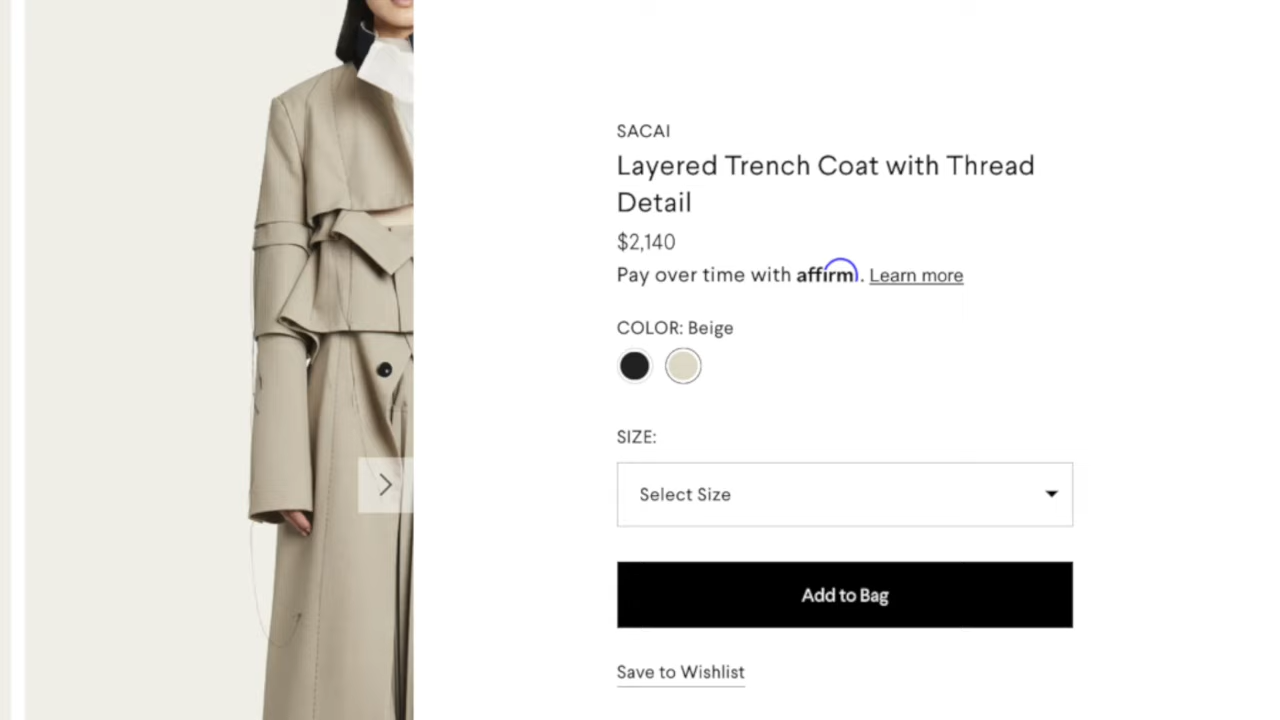 SACAI
Layered Trench Coat with Thread
Detail
$2,140
Pay over time with affirm. Learn more
COLOR: Beige
SIZE:
Select Size
Add to Bag
Save to Wishlist